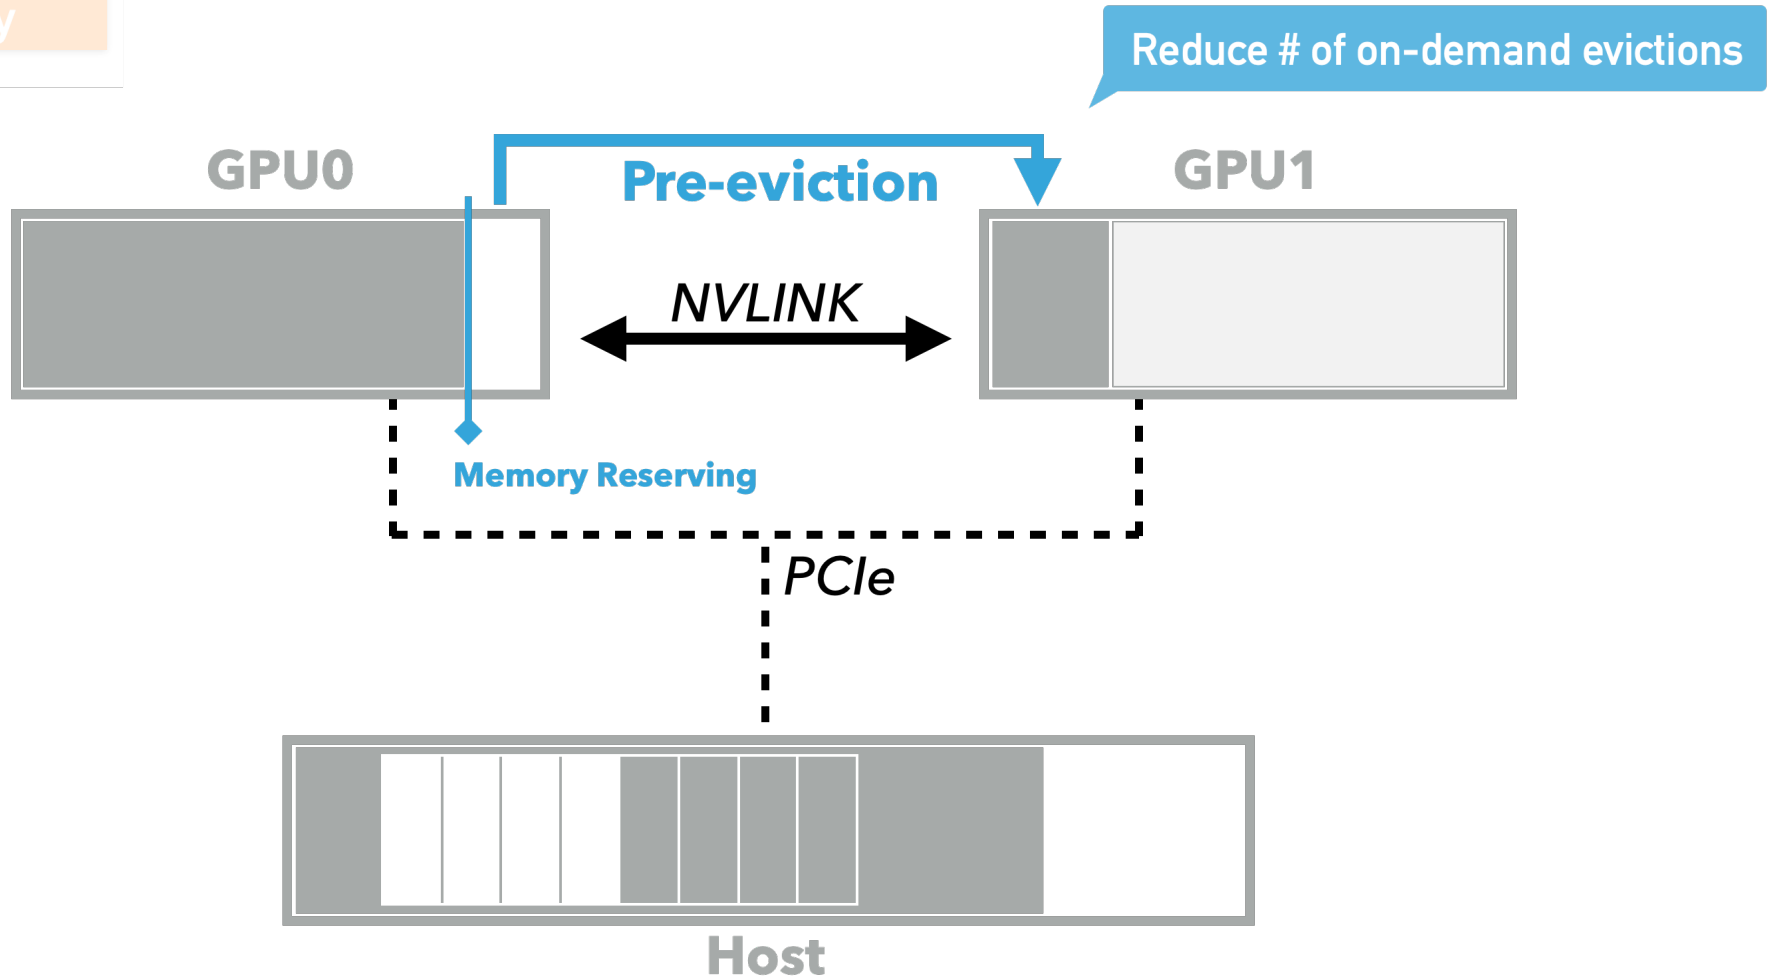 Reduce # of on-demand evictions
GPU0
Pre-eviction
GPU1
NVLINK
Memory Reserving
PCIe
Host